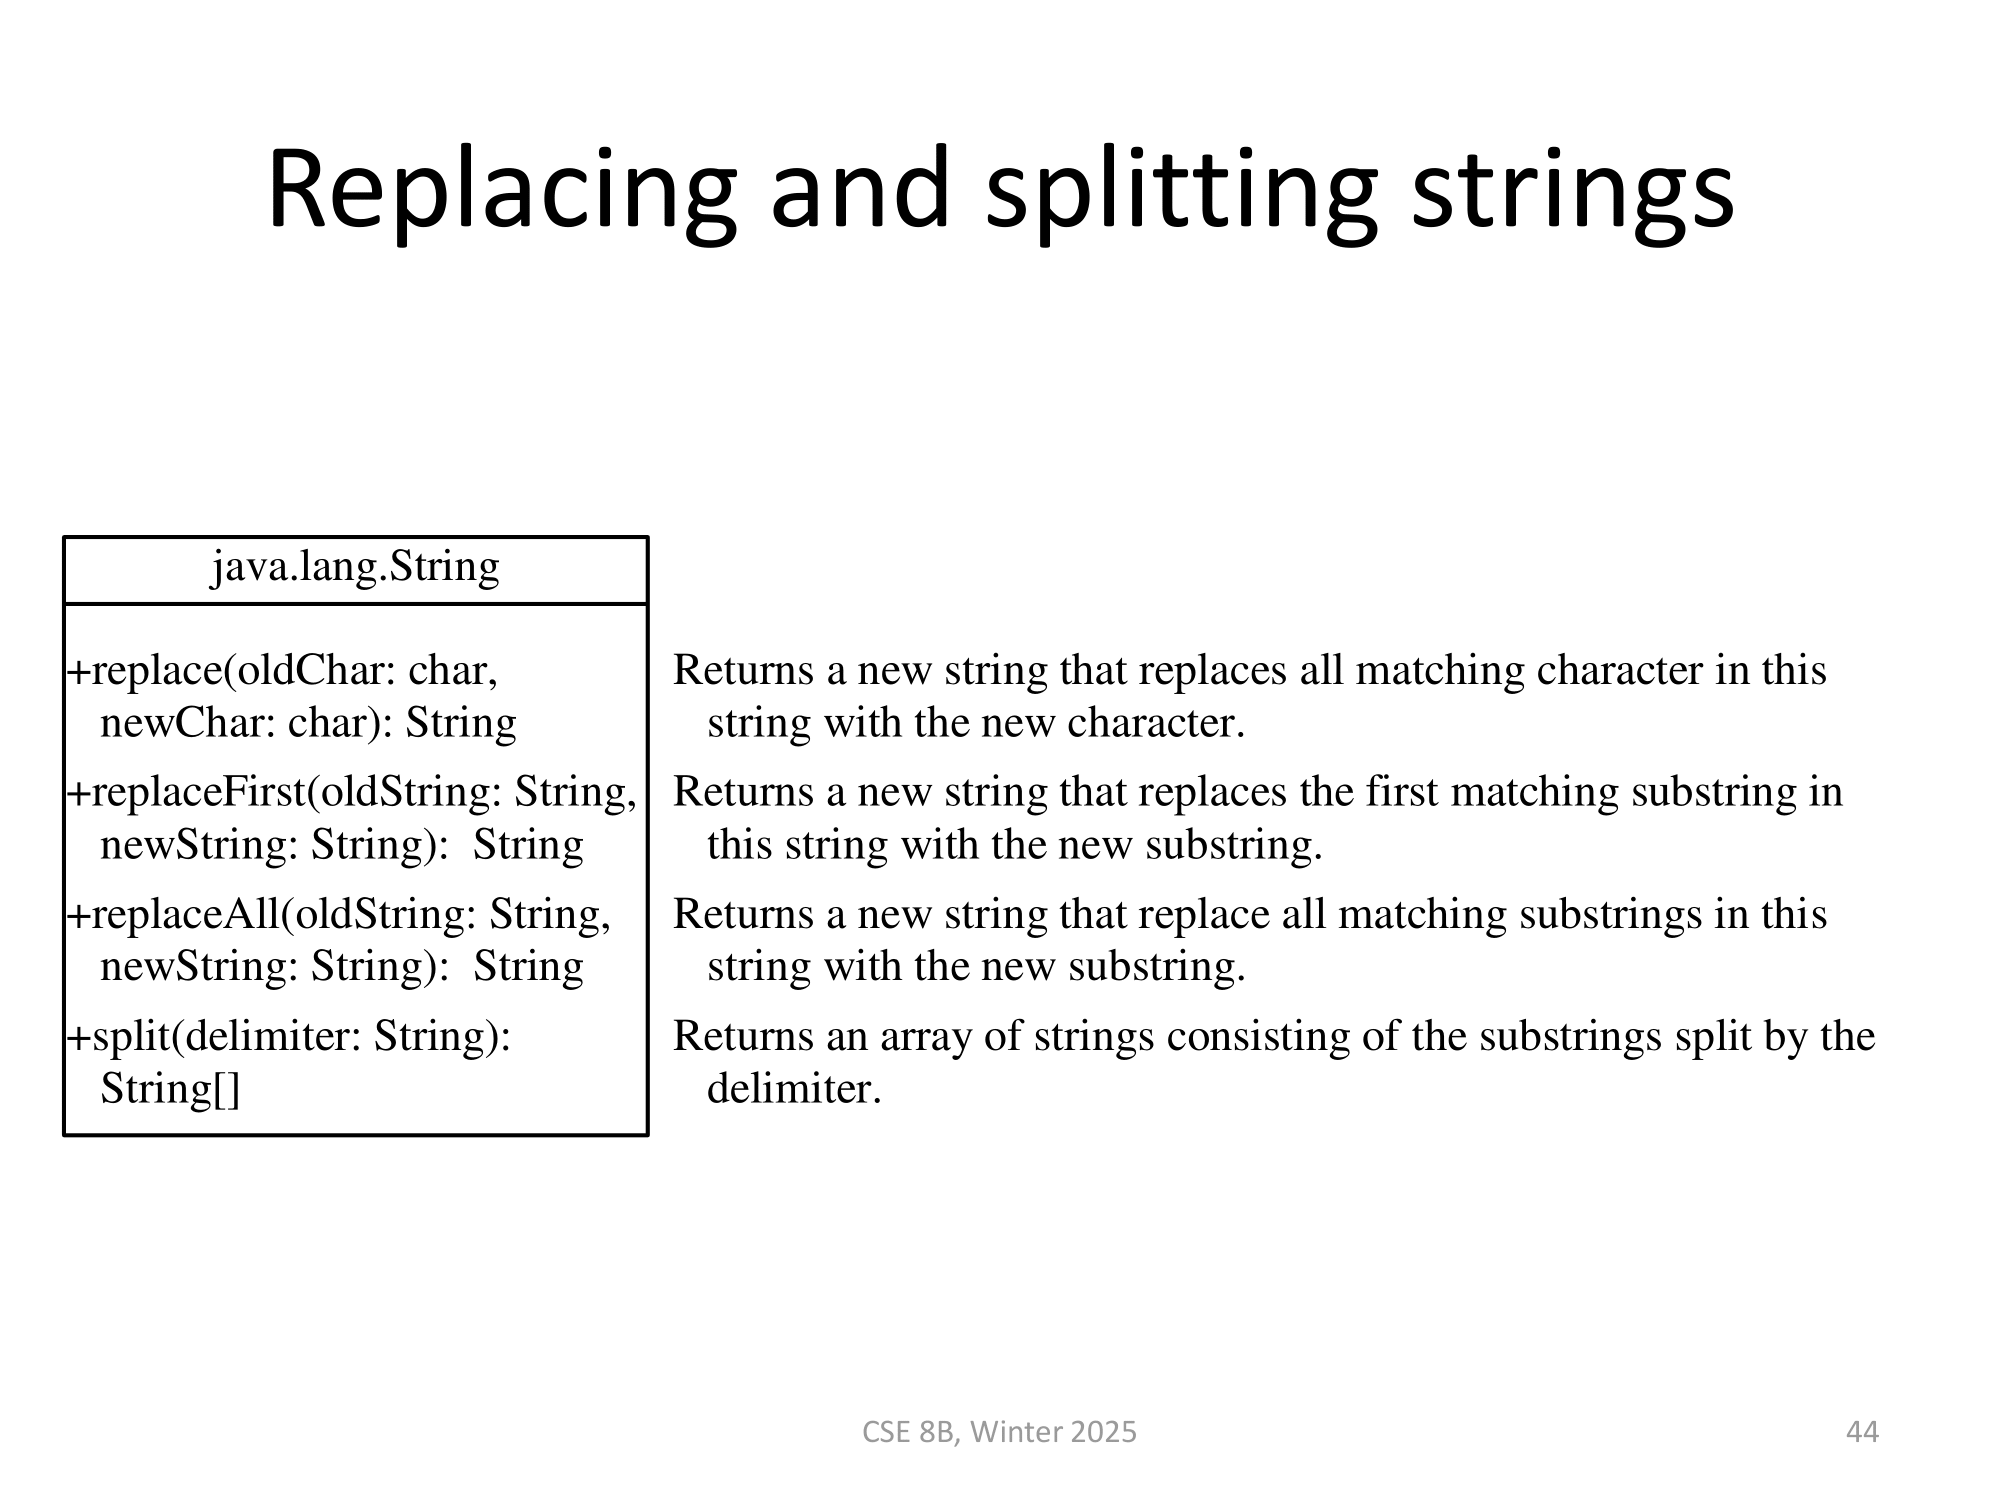 Replacing and splitting strings
java.lang.String
+replace(oldChar: char,
newChar: char): String
Returns a new string that replaces all matching character in this
string with the new character.
+replaceFirst(oldString: String,
newString: String):  String
Returns a new string that replaces the first matching substring in
this string with the new substring.
+replaceAll(oldString: String,
newString: String):  String
Returns a new string that replace all matching substrings in this
string with the new substring.
+split(delimiter: String):
String[]
Returns an array of strings consisting of the substrings split by the
delimiter.
CSE 8B, Winter 2025
44